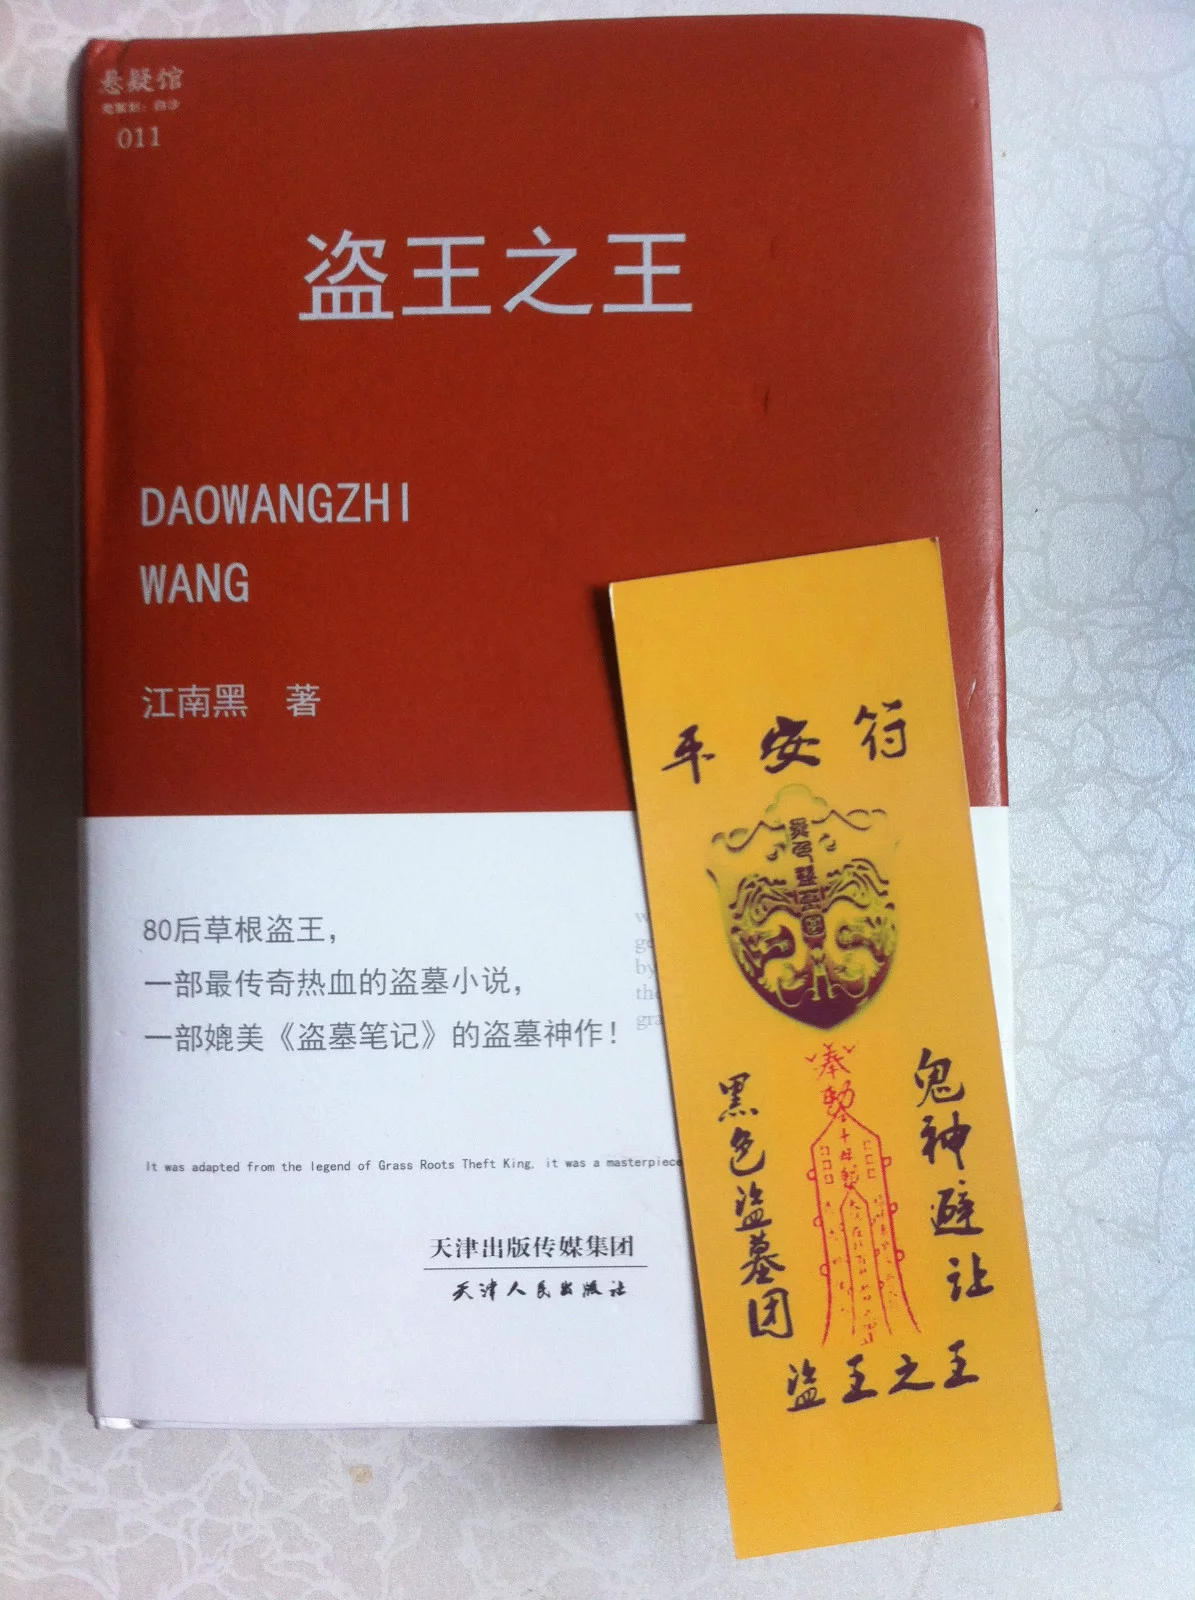 悬疑馆
011
盗王之王
DAOWANGZHI
WANG
江南黑 著
80后草根盗王，
一部最传奇热血的盗墓小说，
一部媲美《盗墓笔记》的盗墓神作！
It was adapted from the legend of Grass Roots Theft King, it was a masterpiece
天津出版传媒集团
天津人民出版社
平安符
奉
鬼神避让
黑色盗墓团
盗王之王